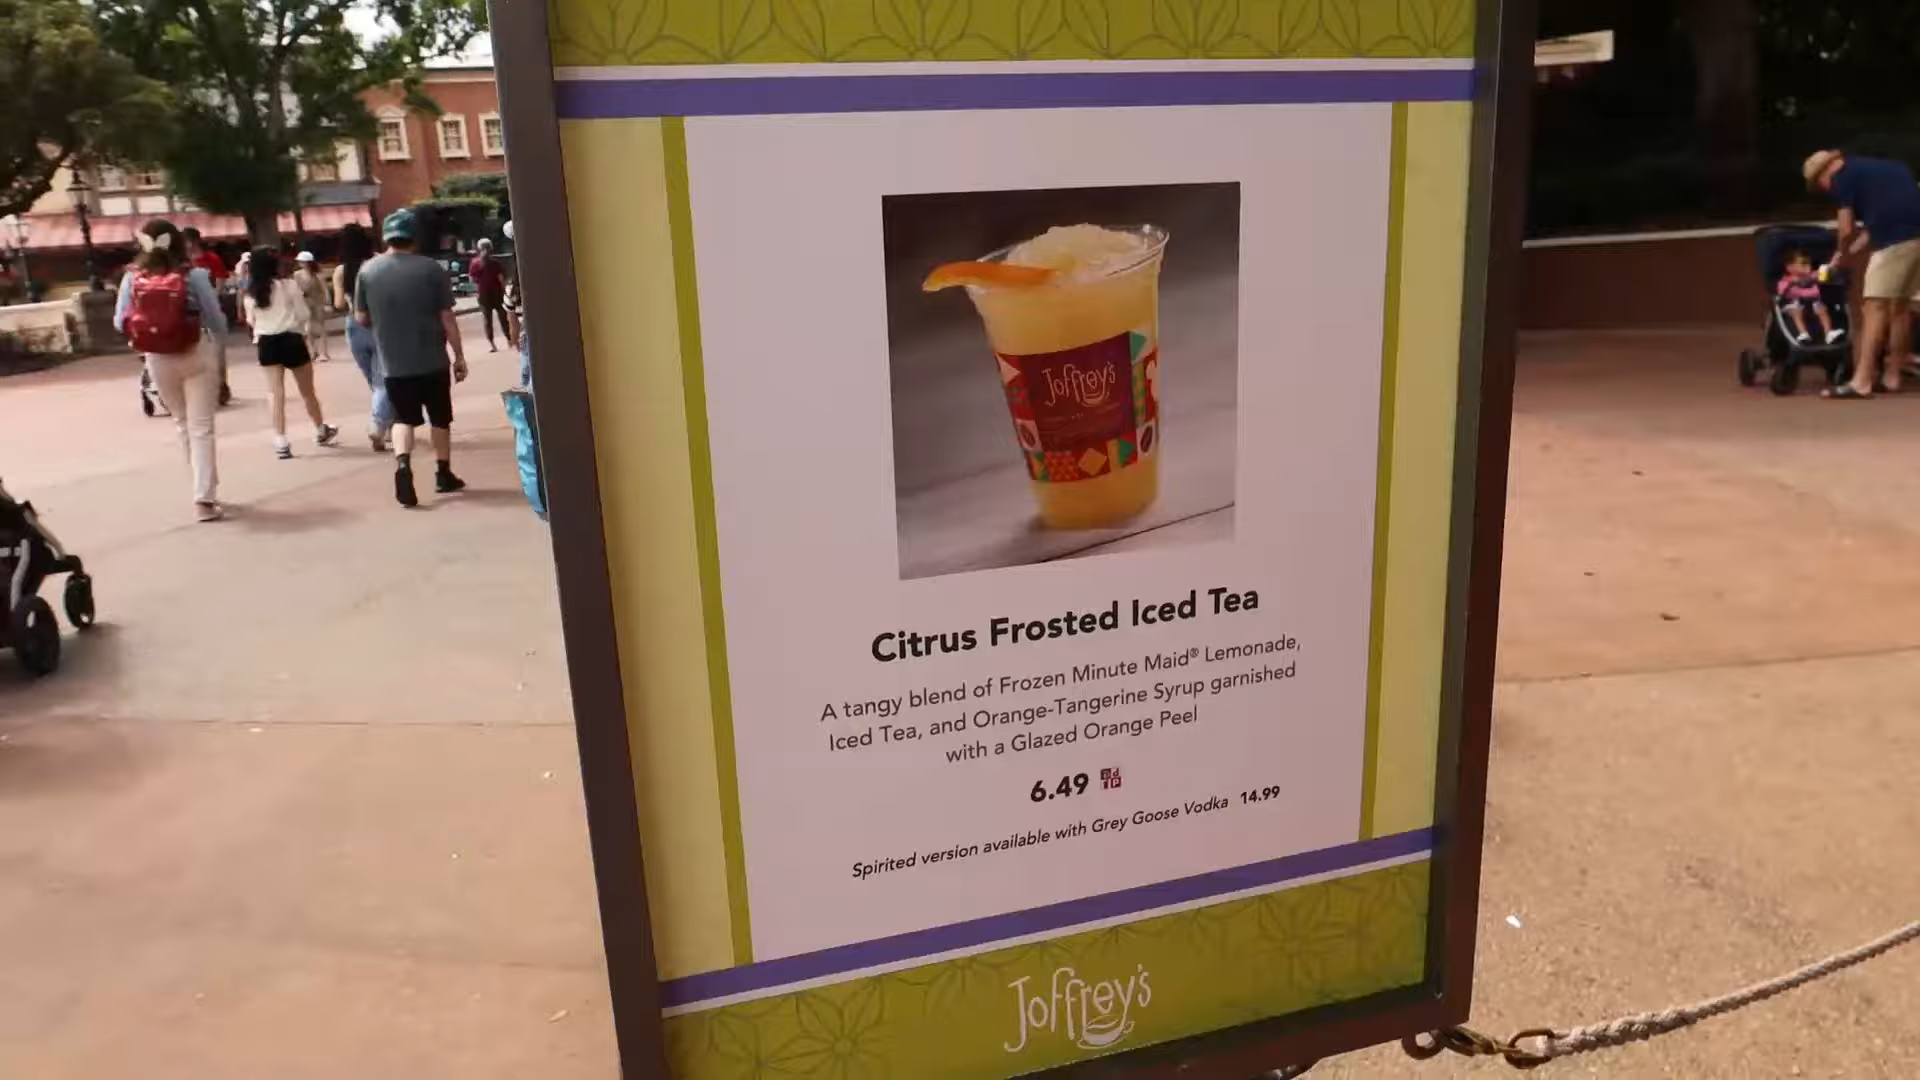 Joffrey's
Citrus Frosted Iced Tea
A tangy blend of Frozen Minute Maid® Lemonade,
Iced Tea, and Orange-Tangerine Syrup garnished
with a Glazed Orange Peel
6.49
Spirited version available with Grey Goose Vodka 14.99
Joffrey's